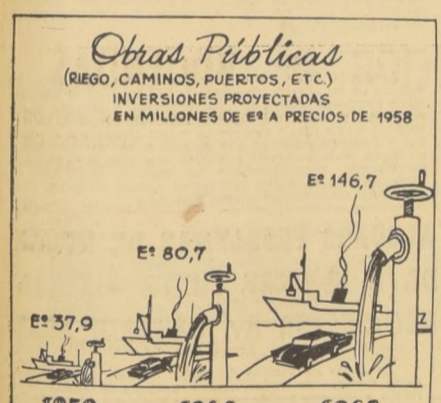 Obras Públicas
(RIEGO, CAMINOS, PUERTOS, ETC.)
INVERSIONES PROYECTADAS
EN MILLONES DE Eº A PRECIOS DE 1958
Eº 146,7
Eº 80,7
Eº 37,9